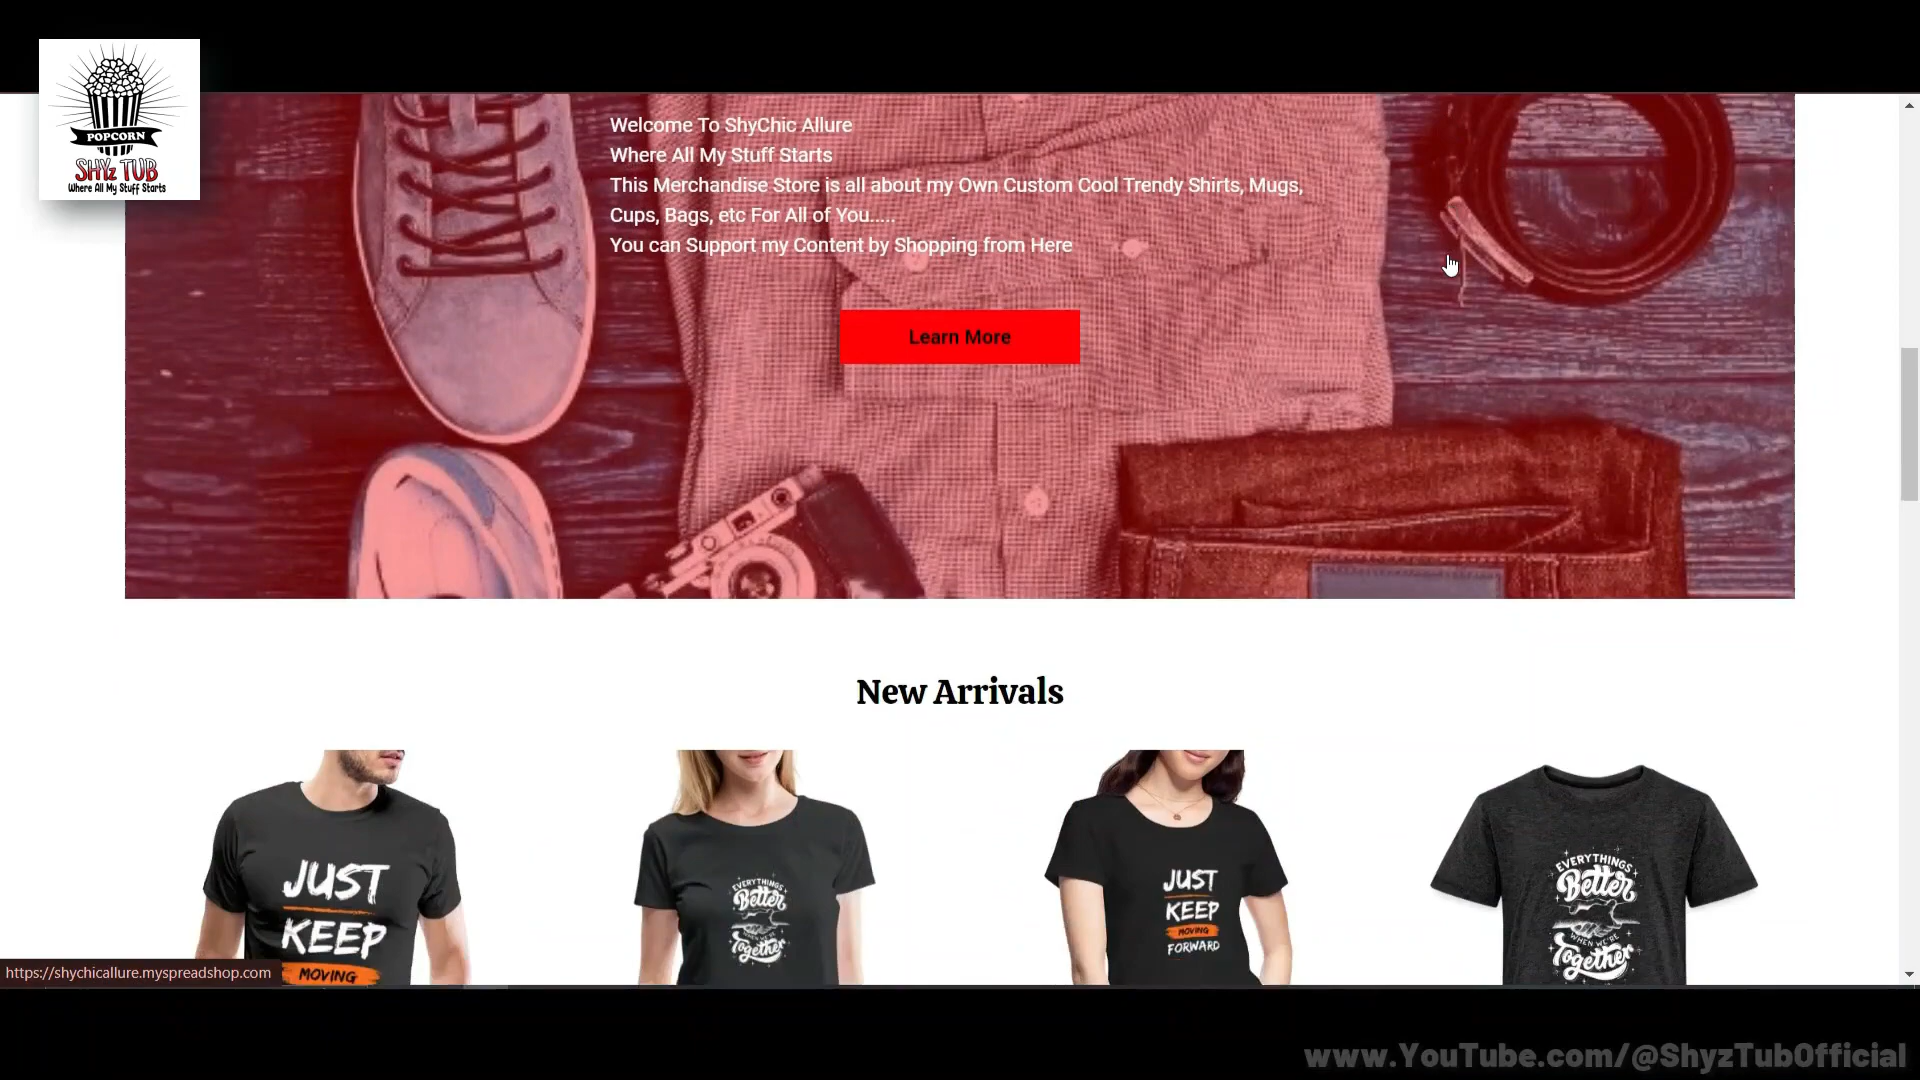 POPCORN
SHYz TUB
Where All My Stuff Starts
Welcome To ShyChic Allure
Where All My Stuff Starts
This Merchandise Store is all about my Own Custom Cool Trendy Shirts, Mugs,
Cups, Bags, etc For All of You.....
You can Support my Content by Shopping from Here
Learn More
New Arrivals
JUST
KEEP
MOVING
EVERYTHINGS
Better
WHEN WE'RE
Together
JUST
KEEP
MOVING
FORWARD
EVERYTHINGS
Better
WHEN WE'RE
Together
https://shychicallure.myspreadshop.com
www.YouTube.com/@ShyzTubOfficial